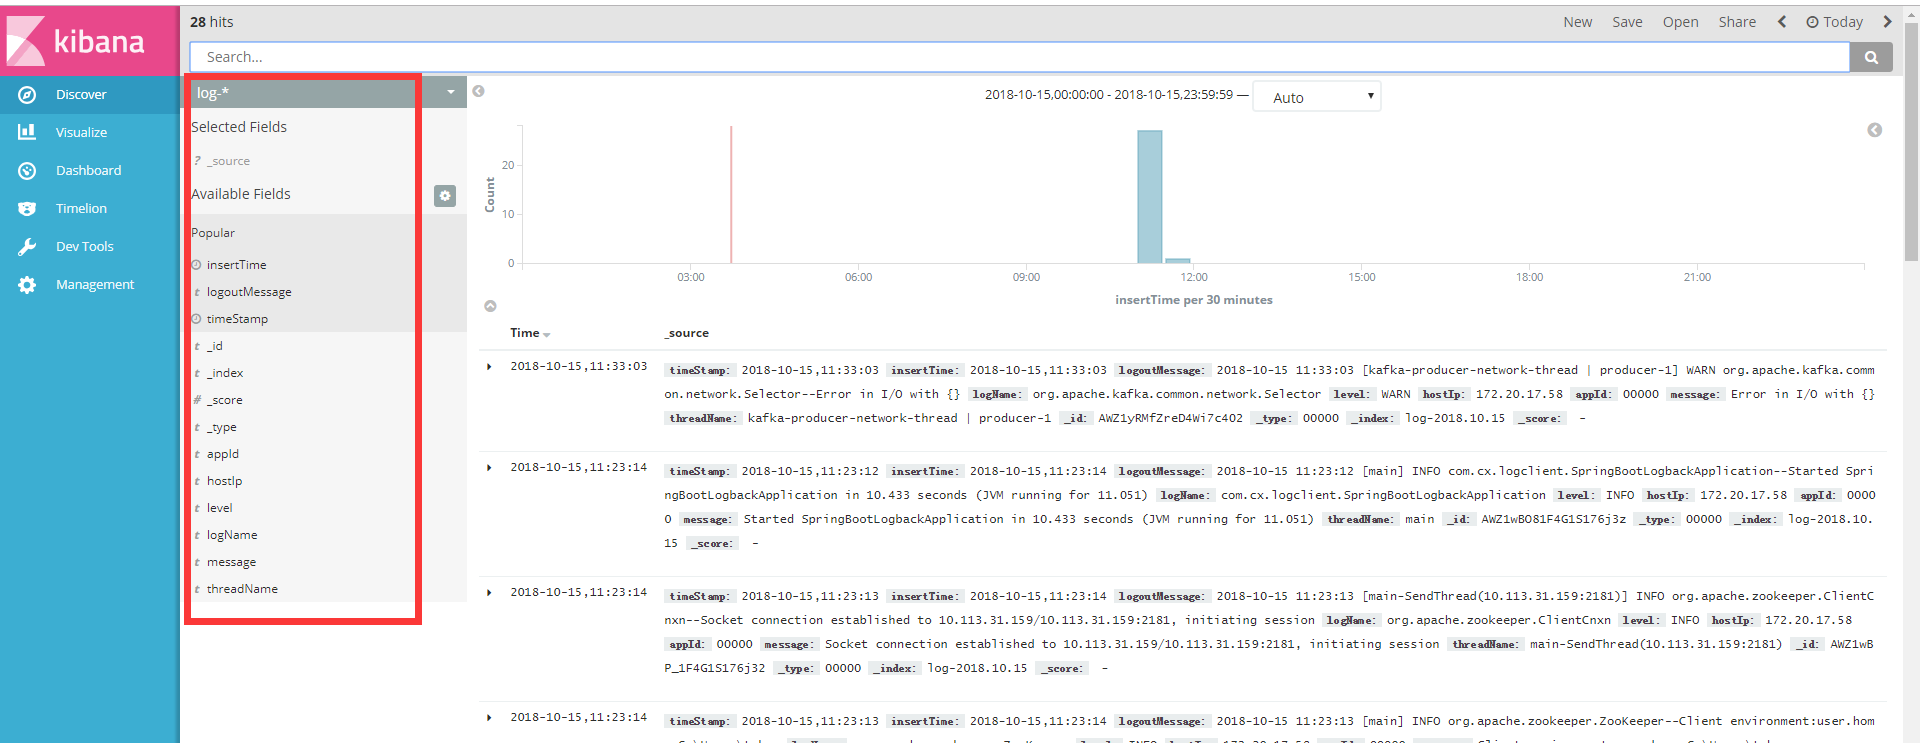 28 hits
New Save Open Share Today
kibana
Search...
Discover
Visualize
Dashboard
Timelion
Dev Tools
Management
log-*
Selected Fields
? _source
Available Fields
Popular
insertTime
t logoutMessage
timeStamp
t _id
t _index
# _score
t _type
t appId
t hostIp
t level
t logName
t message
t threadName
2018-10-15,00:00:00 - 2018-10-15,23:59:59 — Auto
Count
20
10
0
03:00 06:00 09:00 12:00 15:00 18:00 21:00
insertTime per 30 minutes
Time _source
2018-10-15,11:33:03 timeStamp: 2018-10-15,11:33:03 insertTime: 2018-10-15,11:33:03 logoutMessage: 2018-10-15 11:33:03 [kafka-producer-network-thread | producer-1] WARN org.apache.kafka.com
mon.network.Selector--Error in I/O with {} logName: org.apache.kafka.common.network.Selector level: WARN hostIp: 172.20.17.58 appId: 00000 message: Error in I/O with {}
threadName: kafka-producer-network-thread | producer-1 _id: AWZ1yRMfZreD4Wi7c402 _type: 00000 _index: log-2018.10.15 _score: -
2018-10-15,11:23:14 timeStamp: 2018-10-15,11:23:12 insertTime: 2018-10-15,11:23:14 logoutMessage: 2018-10-15 11:23:12 [main] INFO com.cx.logclient.SpringBootLogbackApplication--Started Spri
ngBootLogbackApplication in 10.433 seconds (JVM running for 11.051) logName: com.cx.logclient.SpringBootLogbackApplication level: INFO hostIp: 172.20.17.58 appId: 0000
0 message: Started SpringBootLogbackApplication in 10.433 seconds (JVM running for 11.051) threadName: main _id: AWZ1wBO81F4G1S176j3z _type: 00000 _index: log-2018.10.
15 _score: -
2018-10-15,11:23:14 timeStamp: 2018-10-15,11:23:13 insertTime: 2018-10-15,11:23:14 logoutMessage: 2018-10-15 11:23:13 [main-SendThread(10.113.31.159:2181)] INFO org.apache.zookeeper.ClientC
nxn--Socket connection established to 10.113.31.159/10.113.31.159:2181, initiating session logName: org.apache.zookeeper.ClientCnxn level: INFO hostIp: 172.20.17.58
appId: 00000 message: Socket connection established to 10.113.31.159/10.113.31.159:2181, initiating session threadName: main-SendThread(10.113.31.159:2181) _id: AWZ1wB
P_1F4G1S176j32 _type: 00000 _index: log-2018.10.15 _score: -
2018-10-15,11:23:14 timeStamp: 2018-10-15,11:23:13 insertTime: 2018-10-15,11:23:14 logoutMessage: 2018-10-15 11:23:13 [main] INFO org.apache.zookeeper.ZooKeeper--Client environment:user.hom